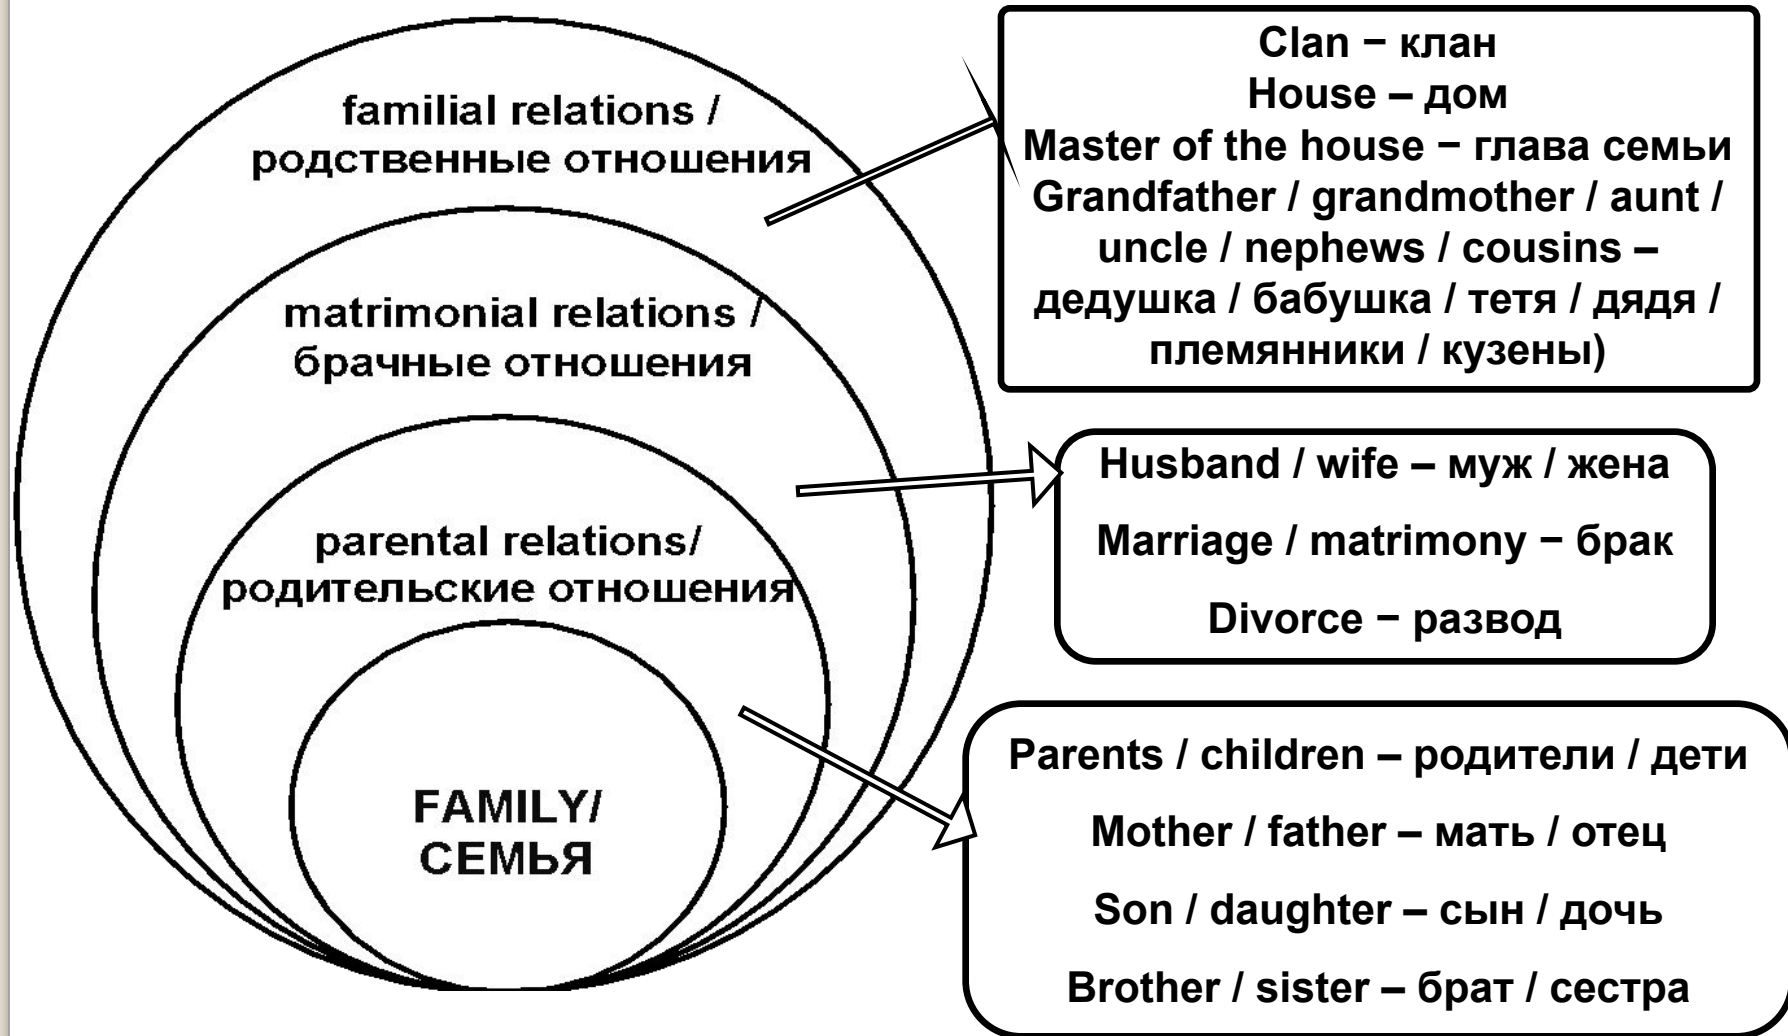 familial relations /
родственные отношения
matrimonial relations /
брачные отношения
parental relations/
родительские отношения
FAMILY/
СЕМЬЯ
Clan − клан
House – дом
Master of the house − глава семьи
Grandfather / grandmother / aunt /
uncle / nephews / cousins –
дедушка / бабушка / тетя / дядя /
племянники / кузены)
Husband / wife – муж / жена
Marriage / matrimony − брак
Divorce − развод
Parents / children – родители / дети
Mother / father – мать / отец
Son / daughter – сын / дочь
Brother / sister – брат / сестра